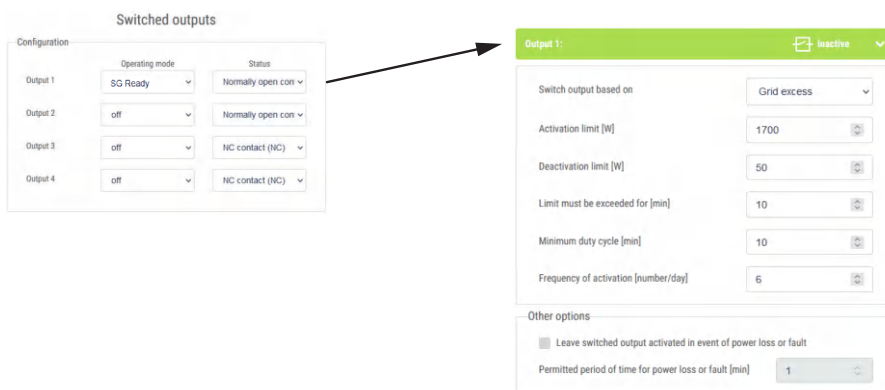 Switched outputs
Configuration
Operating mode Status
Output 1 SG Ready Normally open con
Output 2 off Normally open con
Output 3 off NC contact (NC)
Output 4 off NC contact (NC)
Output 1: inactive
Switch output based on Grid excess
Activation limit [W] 1700
Deactivation limit [W] 50
Limit must be exceeded for [min] 10
Minimum duty cycle [min] 10
Frequency of activation [number/day] 6
Other options
Leave switched output activated in event of power loss or fault
Permitted period of time for power loss or fault [min] 1